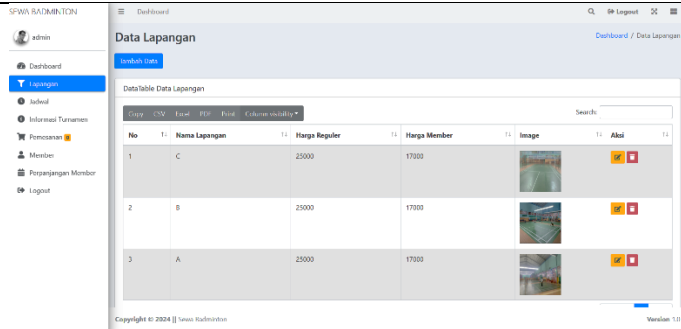 SEWA BADMINTON
Dashboard
Logout
admin
Dashboard
Lapangan
Jadwal
Informasi Turnamen
Pemesanan
Member
Perpanjangan Member
Logout
Data Lapangan
Dashboard / Data Lapangan
Tambah Data
DataTable Data Lapangan
Copy CSV Excel PDF Print Column visibility
Search:
No Nama Lapangan Harga Reguler Harga Member Image Aksi
1 C 25000 17000
2 B 25000 17000
3 A 25000 17000
Copyright © 2024 || Sewa Badminton
Version 1.0